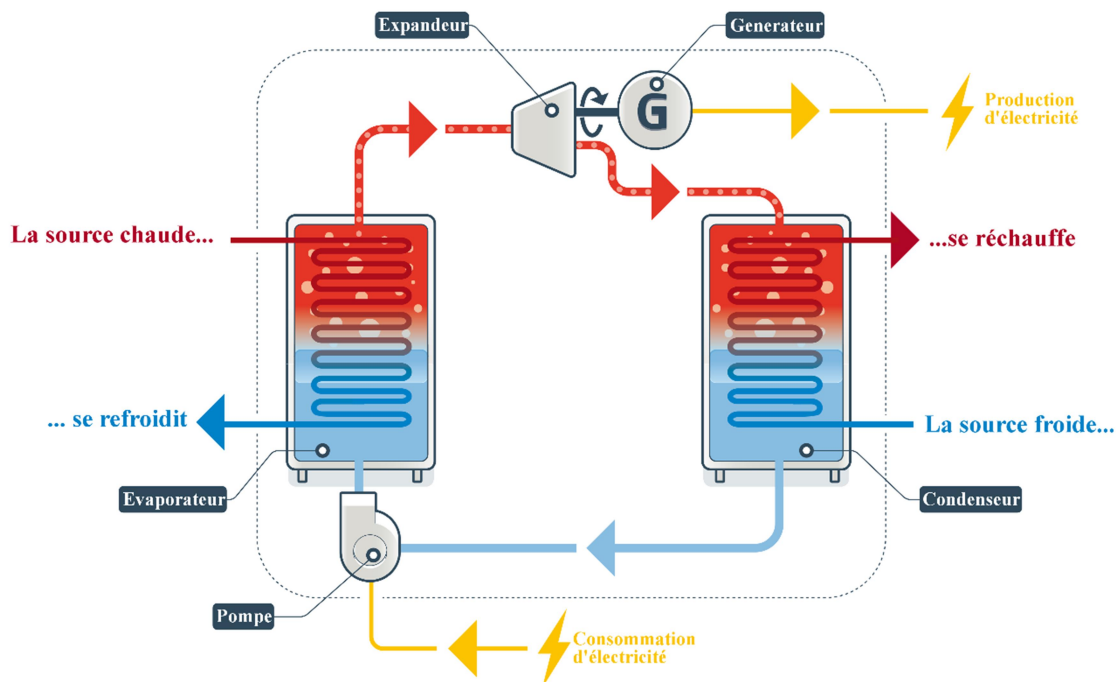 Expandeur
Generateur
G
Production
d'électricité
La source chaude...
...se réchauffe
... se refroidit
La source froide...
Evaporateur
Condenseur
Pompe
Consommation
d'électricité